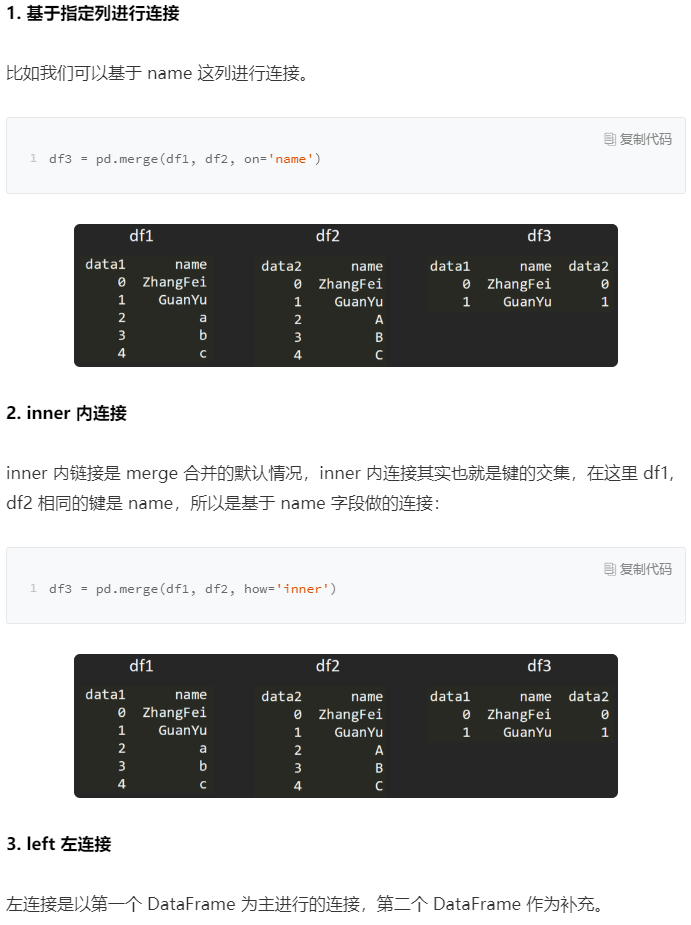 1. 基于指定列进行连接
比如我们可以基于 name 这列进行连接。
复制代码
1 df3 = pd.merge(df1, df2, on='name')
df1 df2 df3
data1 name data2 name data1 name data2
0 ZhangFei 0 ZhangFei 0 ZhangFei 0
1 GuanYu 1 GuanYu 1 GuanYu 1
2 a 2 A
3 b 3 B
4 c 4 C
2. inner 内连接
inner 内链接是 merge 合并的默认情况，inner 内连接其实也就是键的交集，在这里 df1,
df2 相同的键是 name，所以是基于 name 字段做的连接：
复制代码
1 df3 = pd.merge(df1, df2, how='inner')
df1 df2 df3
data1 name data2 name data1 name data2
0 ZhangFei 0 ZhangFei 0 ZhangFei 0
1 GuanYu 1 GuanYu 1 GuanYu 1
2 a 2 A
3 b 3 B
4 c 4 C
3. left 左连接
左连接是以第一个 DataFrame 为主进行的连接，第二个 DataFrame 作为补充。